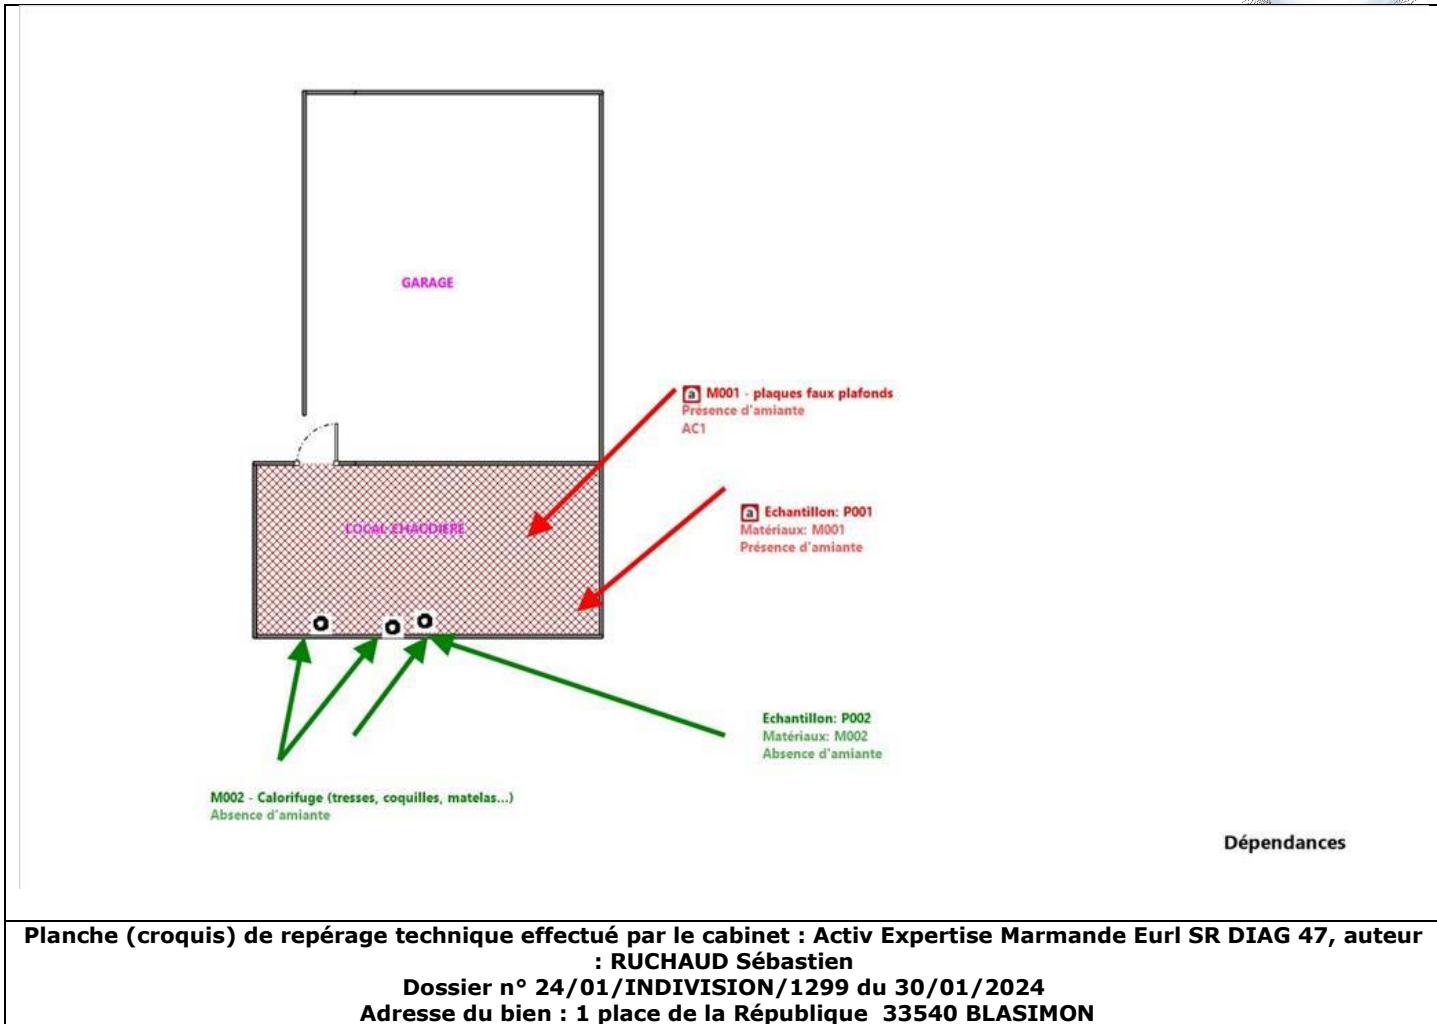 GARAGE
a M001 - plaques faux plafonds
Présence d'amiante
AC1
a Echantillon: P001
Matériaux: M001
Présence d'amiante
LOCAL CHAUDIERE
Echantillon: P002
Matériaux: M002
Absence d'amiante
M002 - Calorifuge (tresses, coquilles, matelas...)
Absence d'amiante
Dépendances
Planche (croquis) de repérage technique effectué par le cabinet : Activ Expertise Marmande Eurl SR DIAG 47, auteur
: RUCHAUD Sébastien
Dossier n° 24/01/INDIVISION/1299 du 30/01/2024
Adresse du bien : 1 place de la République 33540 BLASIMON